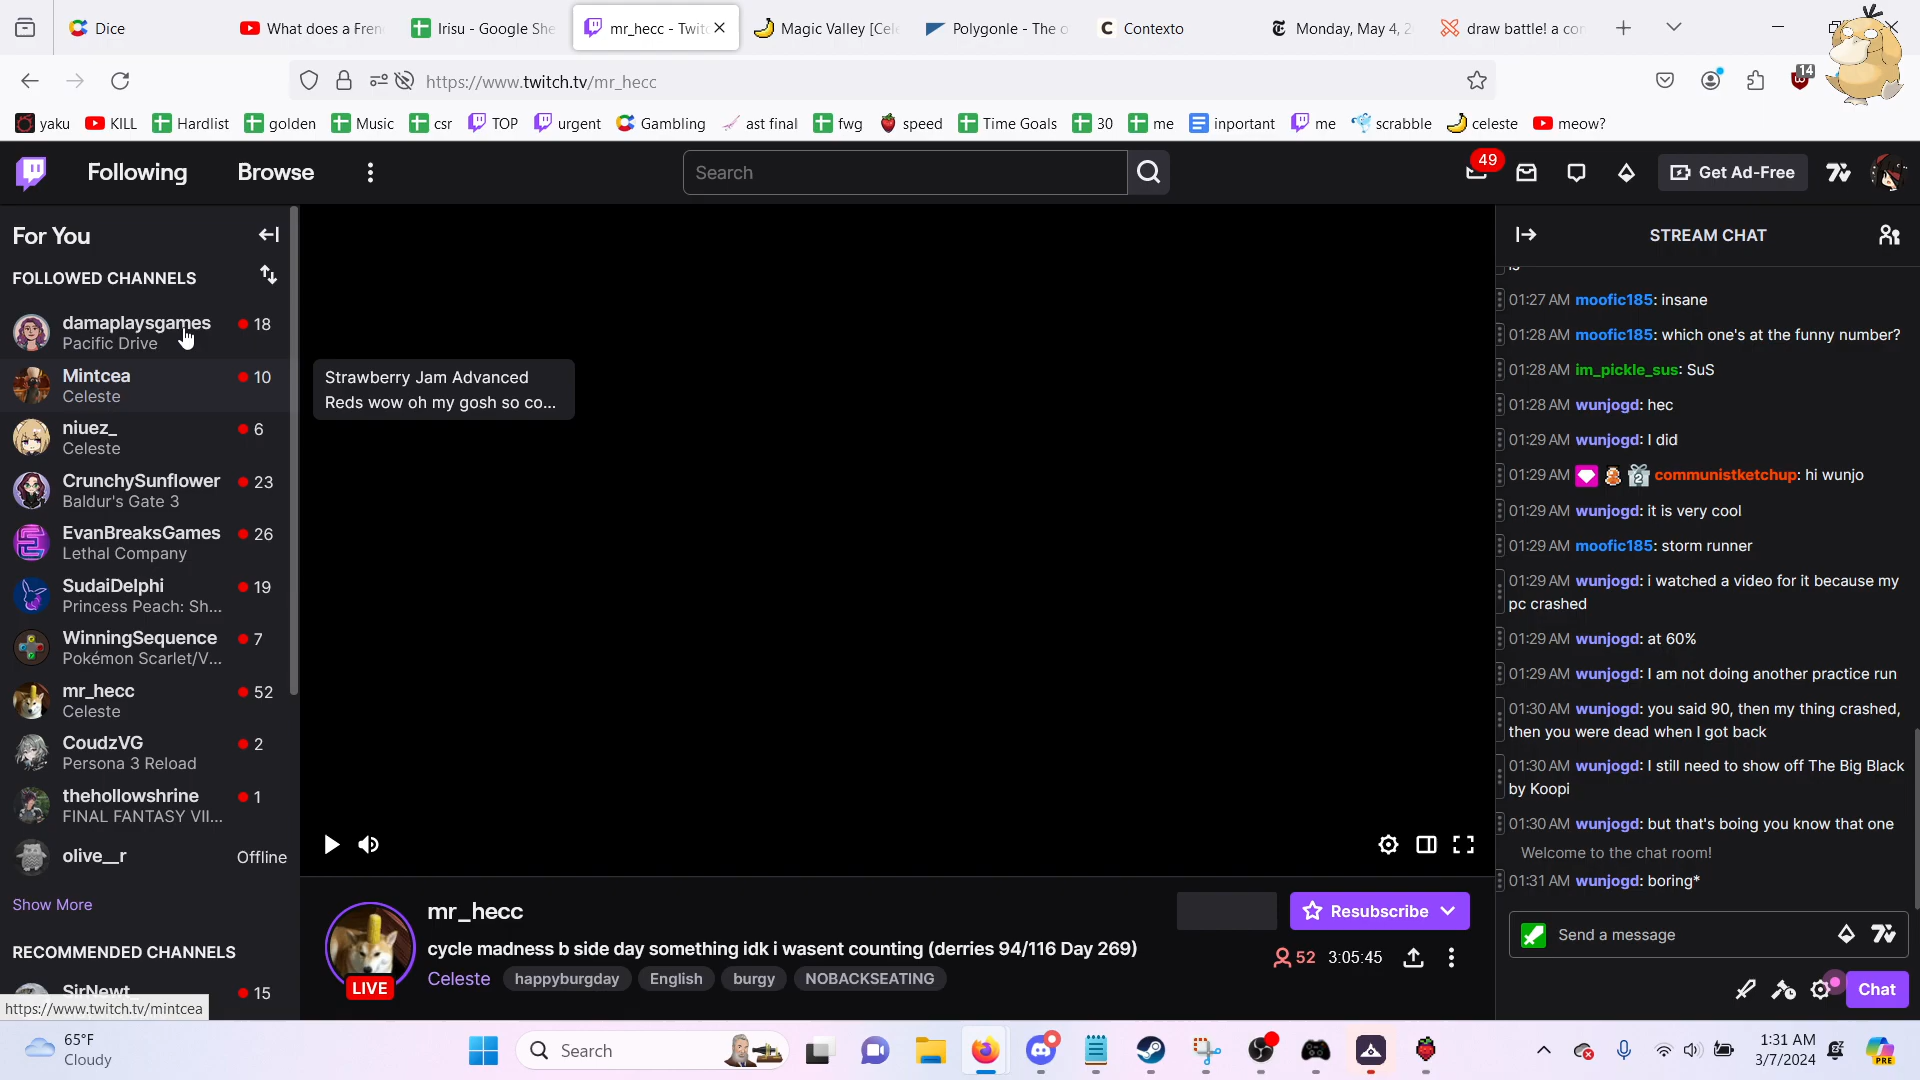 Dice
What does a Fren
Irisu - Google She
mr_hecc - Twitc
Magic Valley [Cele
Polygonle - The o
Contexto
Monday, May 4, 2
draw battle! a con
https://www.twitch.tv/mr_hecc
14
yaku
KILL
Hardlist
golden
Music
csr
TOP
urgent
Gambling
ast final
fwg
speed
Time Goals
30
me
inportant
me
scrabble
celeste
meow?
Following
Browse
Search
49
Get Ad-Free
For You
FOLLOWED CHANNELS
damaplaysgames 18
Pacific Drive
Mintcea 10
Celeste
niuez_ 6
Celeste
CrunchySunflower 23
Baldur's Gate 3
EvanBreaksGames 26
Lethal Company
SudaiDelphi 19
Princess Peach: Sh...
WinningSequence 7
Pokémon Scarlet/V...
mr_hecc 52
Celeste
CoudzVG 2
Persona 3 Reload
thehollowshrine 1
FINAL FANTASY VII...
olive__r Offline
Show More
RECOMMENDED CHANNELS
SirNewt_ 15
https://www.twitch.tv/mintcea
Strawberry Jam Advanced
Reds wow oh my gosh so co...
mr_hecc
Resubscribe
cycle madness b side day something idk i wasent counting (derries 94/116 Day 269)
52 3:05:45
Celeste happyburgday English burgy NOBACKSEATING
LIVE
STREAM CHAT
01:27 AM moofic185: insane
01:28 AM moofic185: which one's at the funny number?
01:28 AM im_pickle_sus: SuS
01:28 AM wunjogd: hec
01:29 AM wunjogd: I did
01:29 AM 2 communistketchup: hi wunjo
01:29 AM wunjogd: it is very cool
01:29 AM moofic185: storm runner
01:29 AM wunjogd: i watched a video for it because my
pc crashed
01:29 AM wunjogd: at 60%
01:29 AM wunjogd: I am not doing another practice run
01:30 AM wunjogd: you said 90, then my thing crashed,
then you were dead when I got back
01:30 AM wunjogd: I still need to show off The Big Black
by Koopi
01:30 AM wunjogd: but that's boing you know that one
Welcome to the chat room!
01:31 AM wunjogd: boring*
Send a message
Chat
65°F
Cloudy
Search
1:31 AM
3/7/2024
PRE